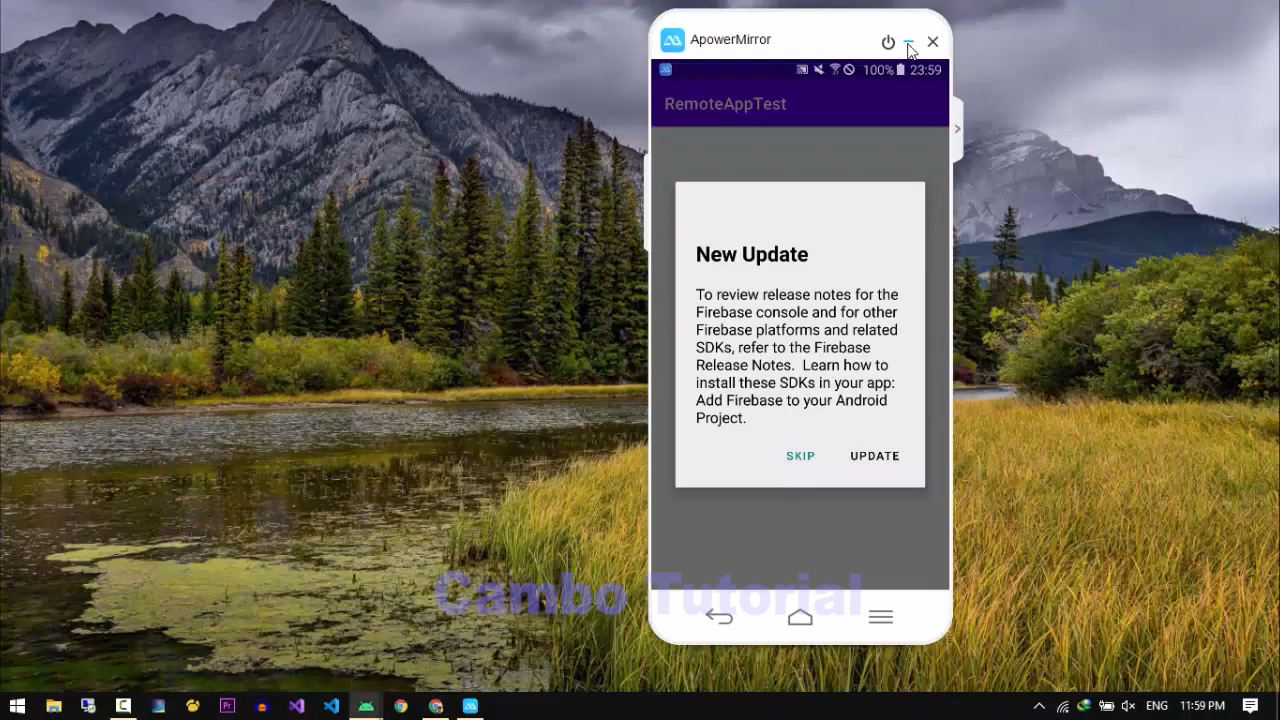 ApowerMirror
100% 23:59
RemoteAppTest
New Update
To review release notes for the
Firebase console and for other
Firebase platforms and related
SDKs, refer to the Firebase
Release Notes.  Learn how to
install these SDKs in your app:
Add Firebase to your Android
Project.
SKIP UPDATE
Cambo Tutorial
Pr
ENG 11:59 PM